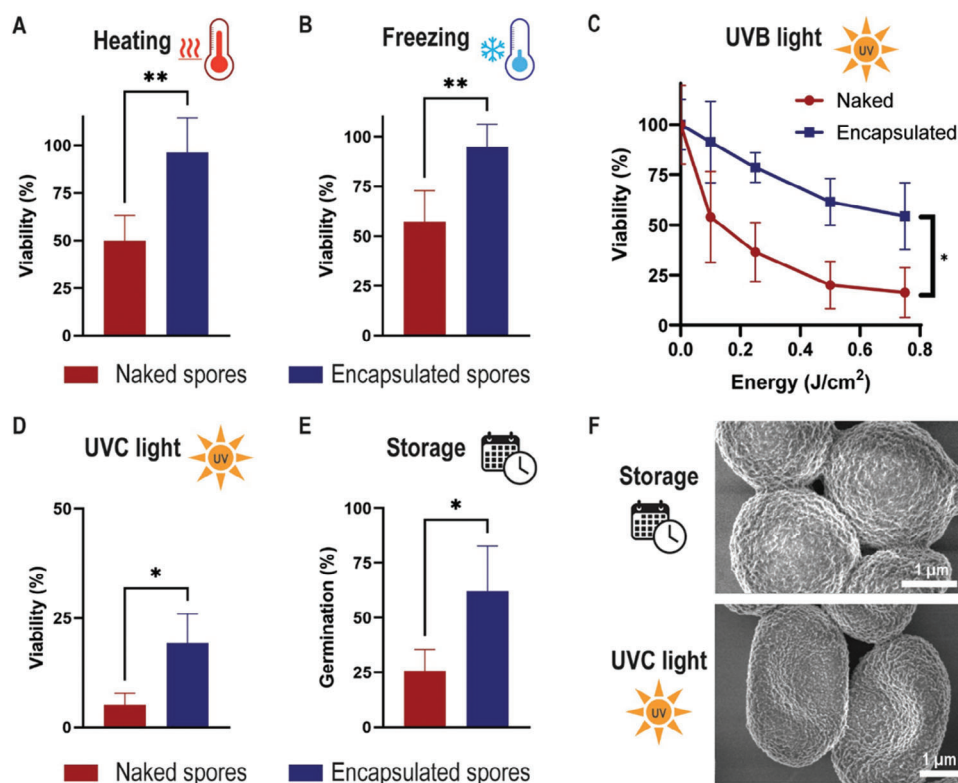 A
Heating
**
Viability (%)
100
75
50
25
0
B
Freezing
**
Viability (%)
100
75
50
25
0
C
UVB light
UV
Naked
Encapsulated
Viability (%)
100
75
50
25
0
*
0.0 0.2 0.4 0.6 0.8
Energy (J/cm²)
Naked spores
Encapsulated spores
D
UVC light
UV
*
Viability (%)
50
25
0
E
Storage
*
Germination (%)
100
75
50
25
0
F
Storage
1 µm
UVC light
UV
1 µm
Naked spores
Encapsulated spores